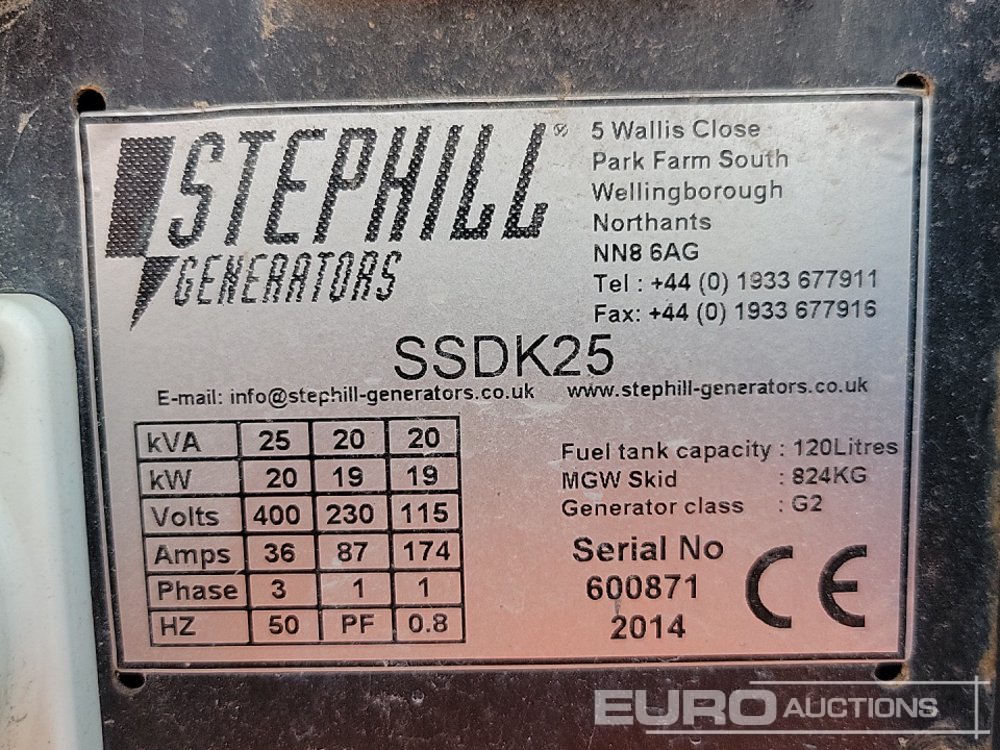 STEPHILL®
GENERATORS
5 Wallis Close
Park Farm South
Wellingborough
Northants
NN8 6AG
Tel : +44 (0) 1933 677911
Fax: +44 (0) 1933 677916
SSDK25
E-mail: info@stephill-generators.co.uk www.stephill-generators.co.uk
kVA 25 20 20
kW 20 19 19
Volts 400 230 115
Amps 36 87 174
Phase 3 1 1
HZ 50 PF 0.8
Fuel tank capacity : 120Litres
MGW Skid : 824KG
Generator class : G2
Serial No
600871
2014
CE
EURO AUCTIONS